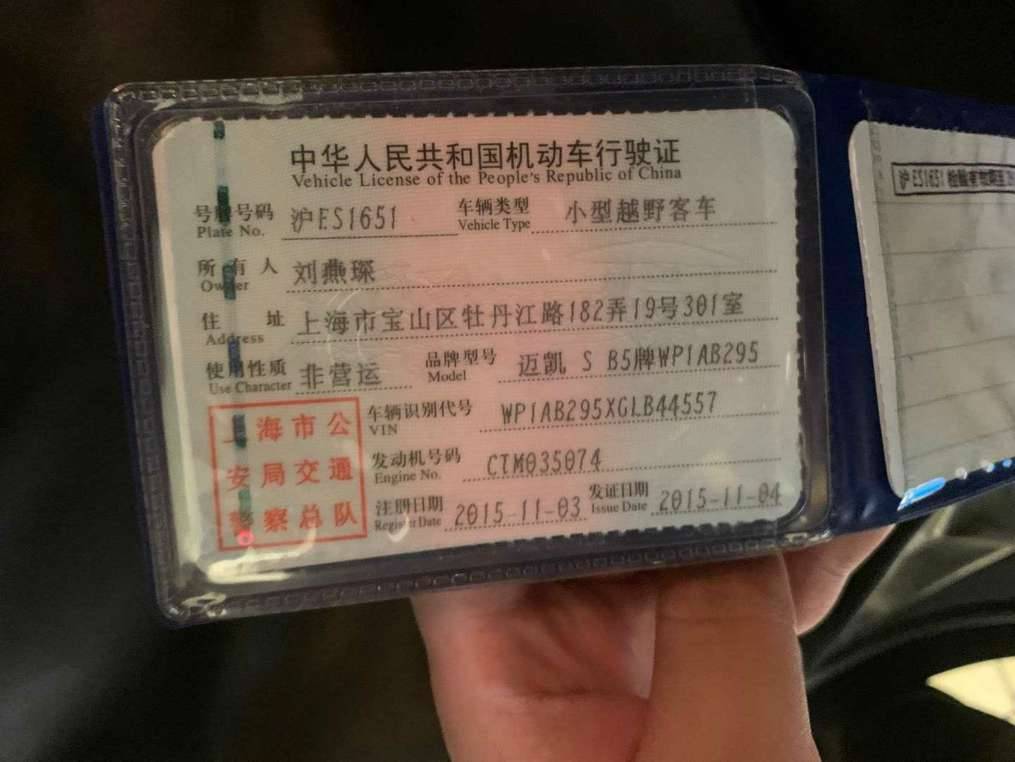 中华人民共和国机动车行驶证
Vehicle License of the People's Republic of China
号牌号码 沪ES1651 车辆类型 小型越野客车
Plate No. Vehicle Type
所有人 刘燕琛
Owner
住址 上海市宝山区牡丹江路182弄19号301室
Address
使用性质 非营运 品牌型号 迈凯 S B5牌WP1AB295
Use Character Model
车辆识别代号 WP1AB295XGLB44557
VIN
发动机号码 CTM035074
Engine No.
注册日期 2015-11-03 发证日期 2015-11-04
Register Date Issue Date
上海市公
安局交通
警察总队
沪ES1651 检验有效期至